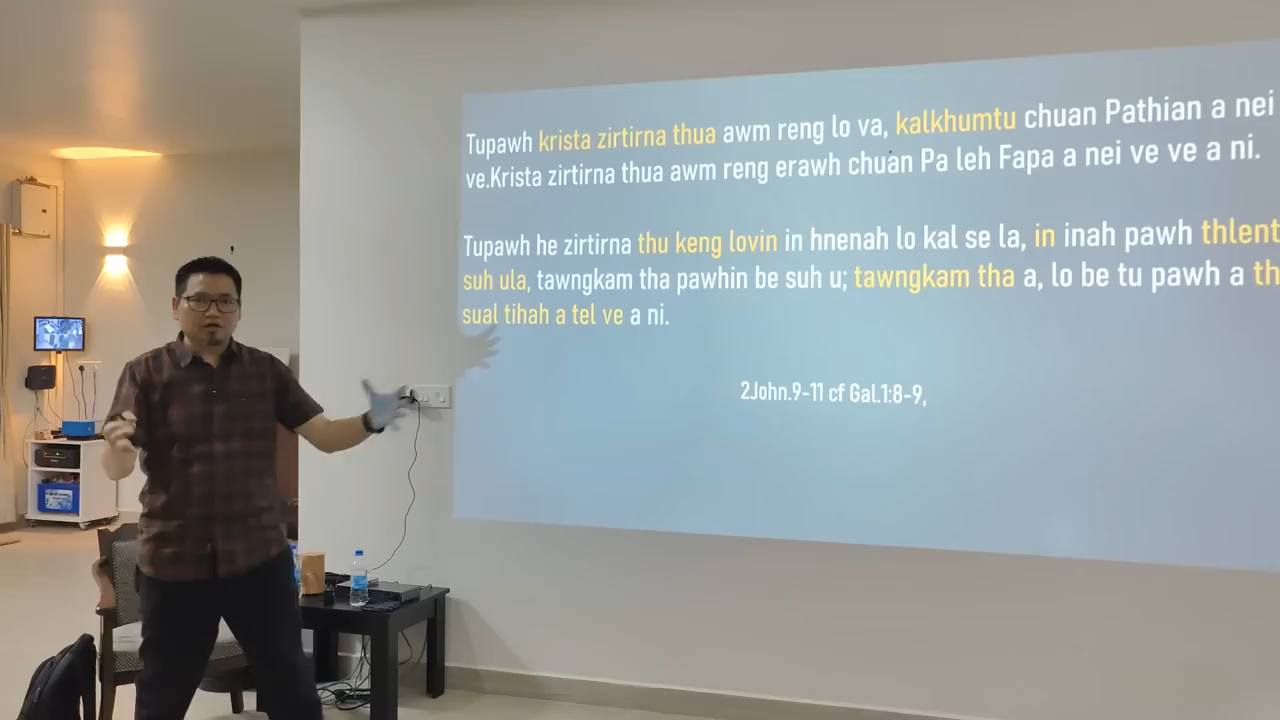 Tupawh krista zirtirna thua awm reng lo va, kalkhumtu chuan Pathian a nei
ve.Krista zirtirna thua awm reng erawh chuan Pa leh Fapa a nei ve ve a ni.
Tupawh he zirtirna thu keng lovin in hnenah lo kal se la, in inah pawh thlent
suh ula, tawngkam tha pawhin be suh u; tawngkam tha a, lo be tu pawh a th
sual tihah a tel ve a ni.
2John.9-11 cf Gal.1:8-9,